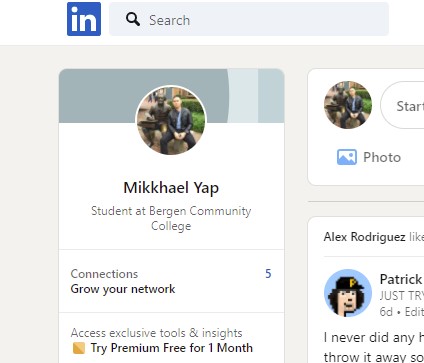 in
Search
Mikkhael Yap
Student at Bergen Community
College
Connections 5
Grow your network
Access exclusive tools & insights
Try Premium Free for 1 Month
Start
Photo
Alex Rodriguez like
Patrick
JUST TRY
6d • Edit
I never did any h
throw it away so